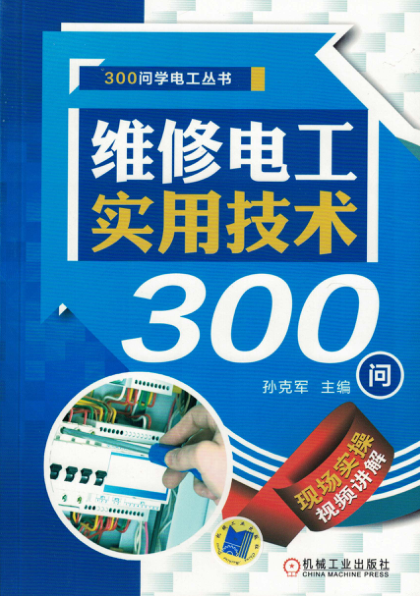 300问学电工丛书
维修电工
实用技术
300
问
孙克军 主编
现场实操
视频讲解
机械工业出版社
CHINA MACHINE PRESS